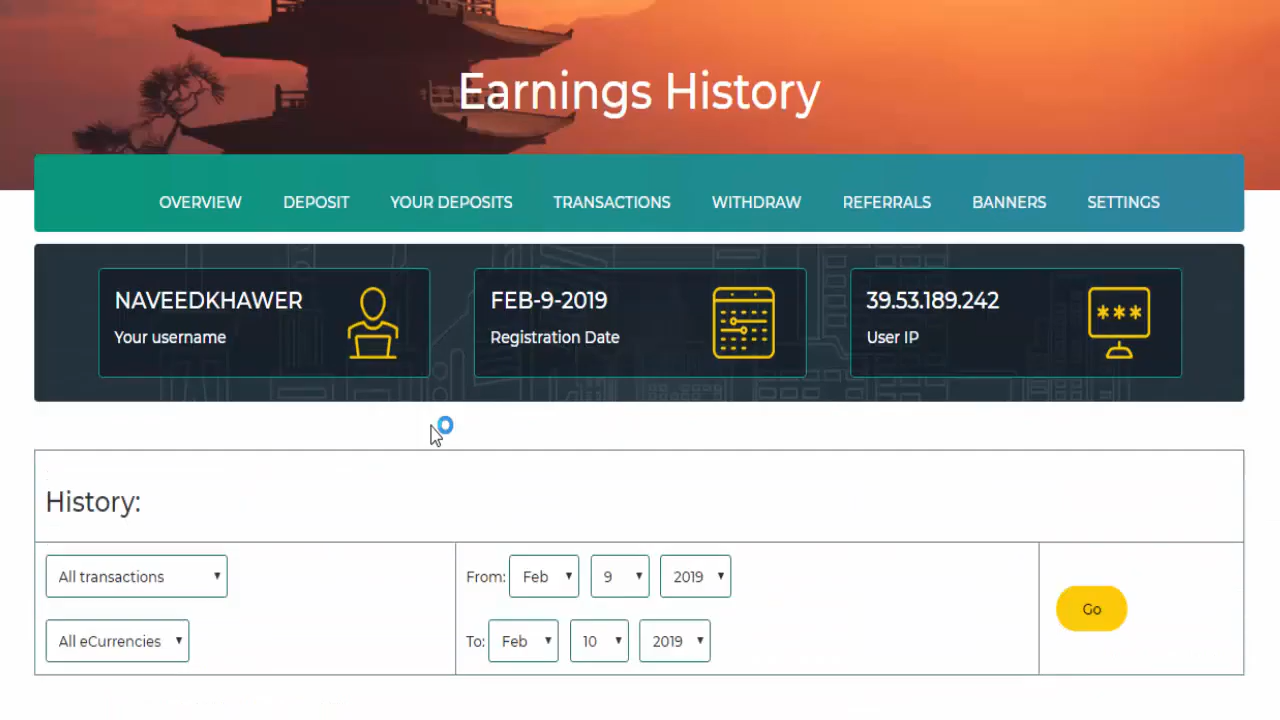 Earnings History
OVERVIEW DEPOSIT YOUR DEPOSITS TRANSACTIONS WITHDRAW REFERRALS BANNERS SETTINGS
NAVEEDKHAWER
Your username
FEB-9-2019
Registration Date
39.53.189.242
User IP
***
History:
All transactions
From: Feb 9 2019
Go
All eCurrencies
To: Feb 10 2019